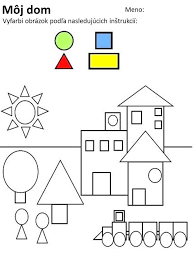 Môj dom Meno:
Vyfarbi obrázok podľa nasledujúcich inštrukcií: